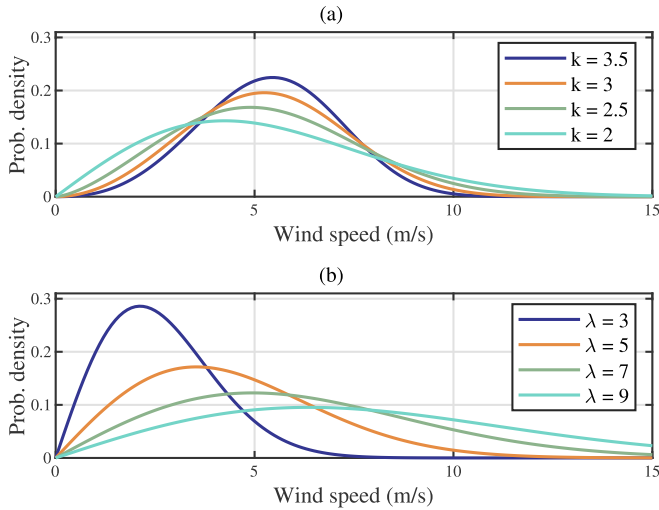 (a)
0.3
0.2
0.1
0
Prob. density
k = 3.5
k = 3
k = 2.5
k = 2
0 5 10 15
Wind speed (m/s)
(b)
0.3
0.2
0.1
0
Prob. density
λ = 3
λ = 5
λ = 7
λ = 9
0 5 10 15
Wind speed (m/s)